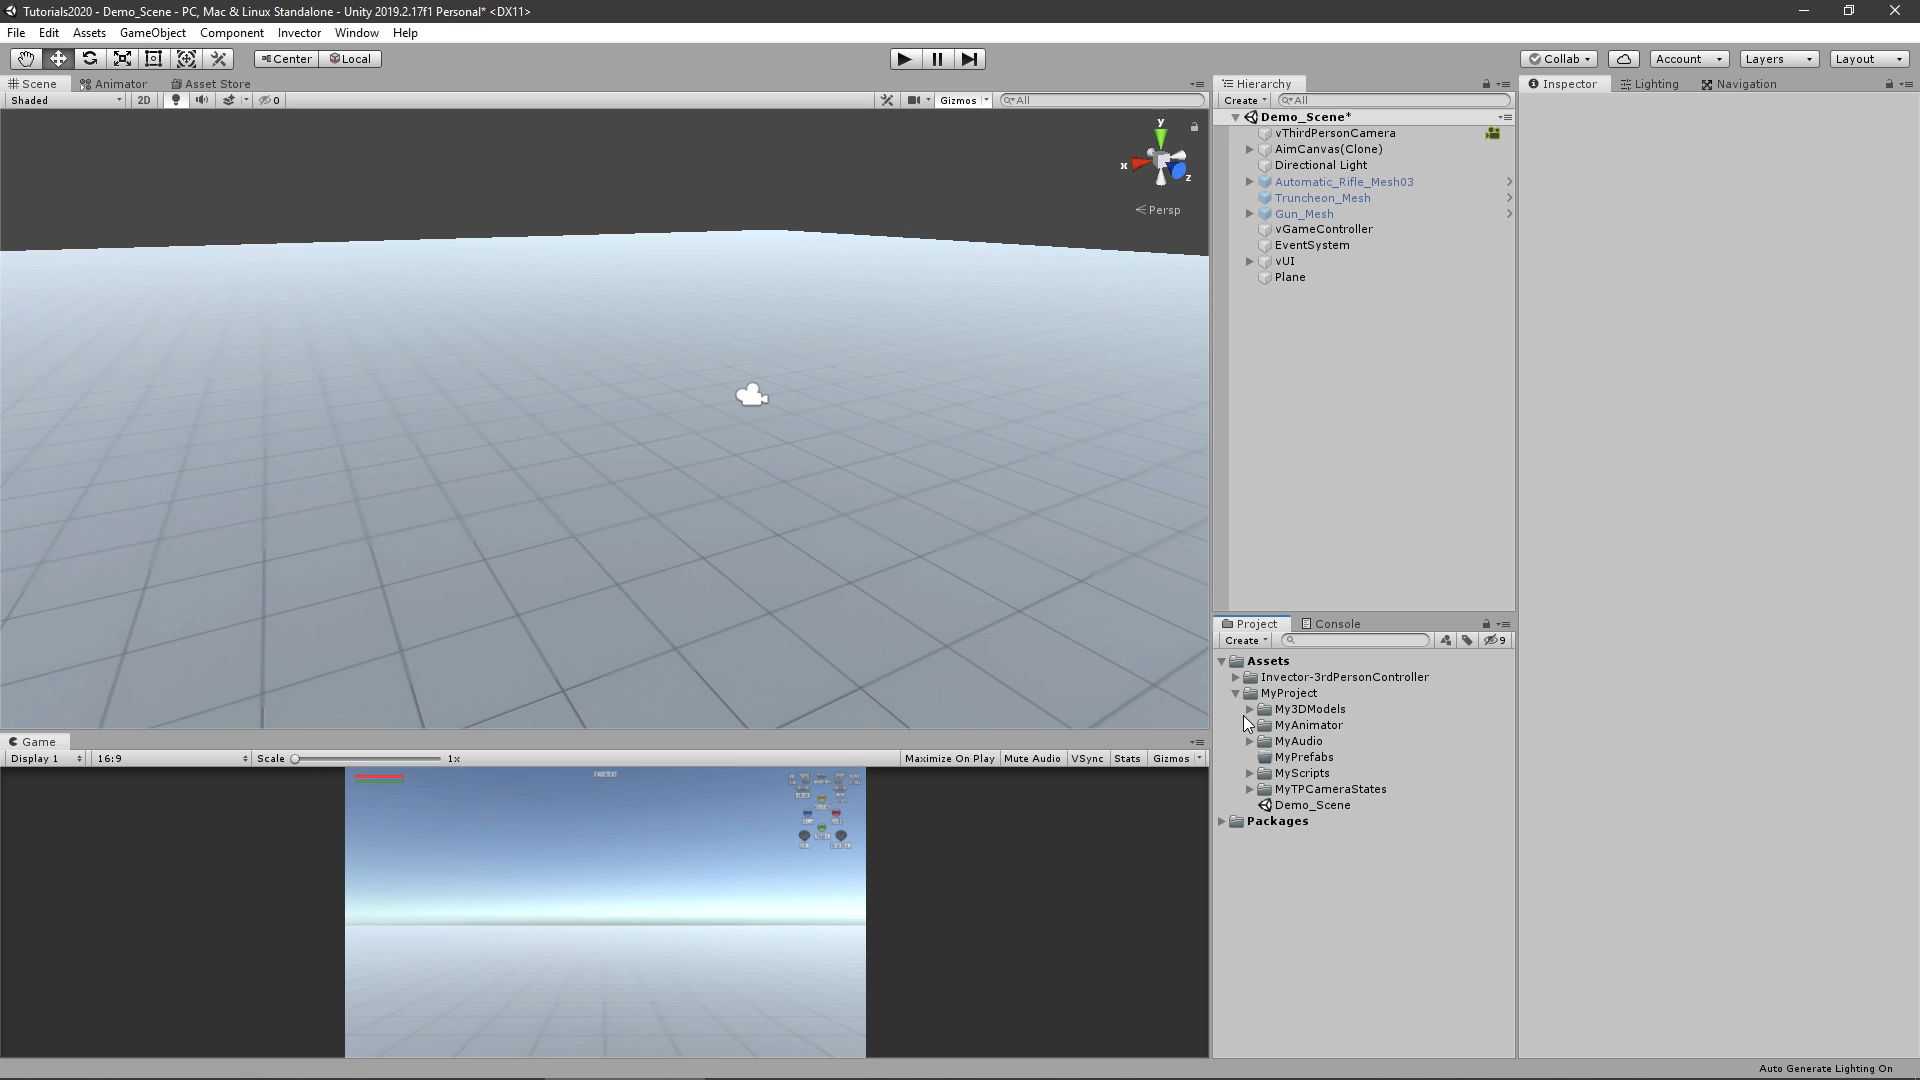 Tutorials2020 - Demo_Scene - PC, Mac & Linux Standalone - Unity 2019.2.17f1 Personal* <DX11>
File Edit Assets GameObject Component Invector Window Help
Center Local Collab Account Layers Layout
Scene Animator Asset Store
Shaded 2D 0 Gizmos All
y
x
z
Persp
Hierarchy
Create All
Demo_Scene*
vThirdPersonCamera
AimCanvas(Clone)
Directional Light
Automatic_Rifle_Mesh03
Truncheon_Mesh
Gun_Mesh
vGameController
EventSystem
vUI
Plane
Inspector Lighting Navigation
Project Console
Create 9
Assets
Invector-3rdPersonController
MyProject
My3DModels
MyAnimator
MyAudio
MyPrefabs
MyScripts
MyTPCameraStates
Demo_Scene
Packages
Game
Display 1 16:9 Scale 1x Maximize On Play Mute Audio VSync Stats Gizmos
Auto Generate Lighting On